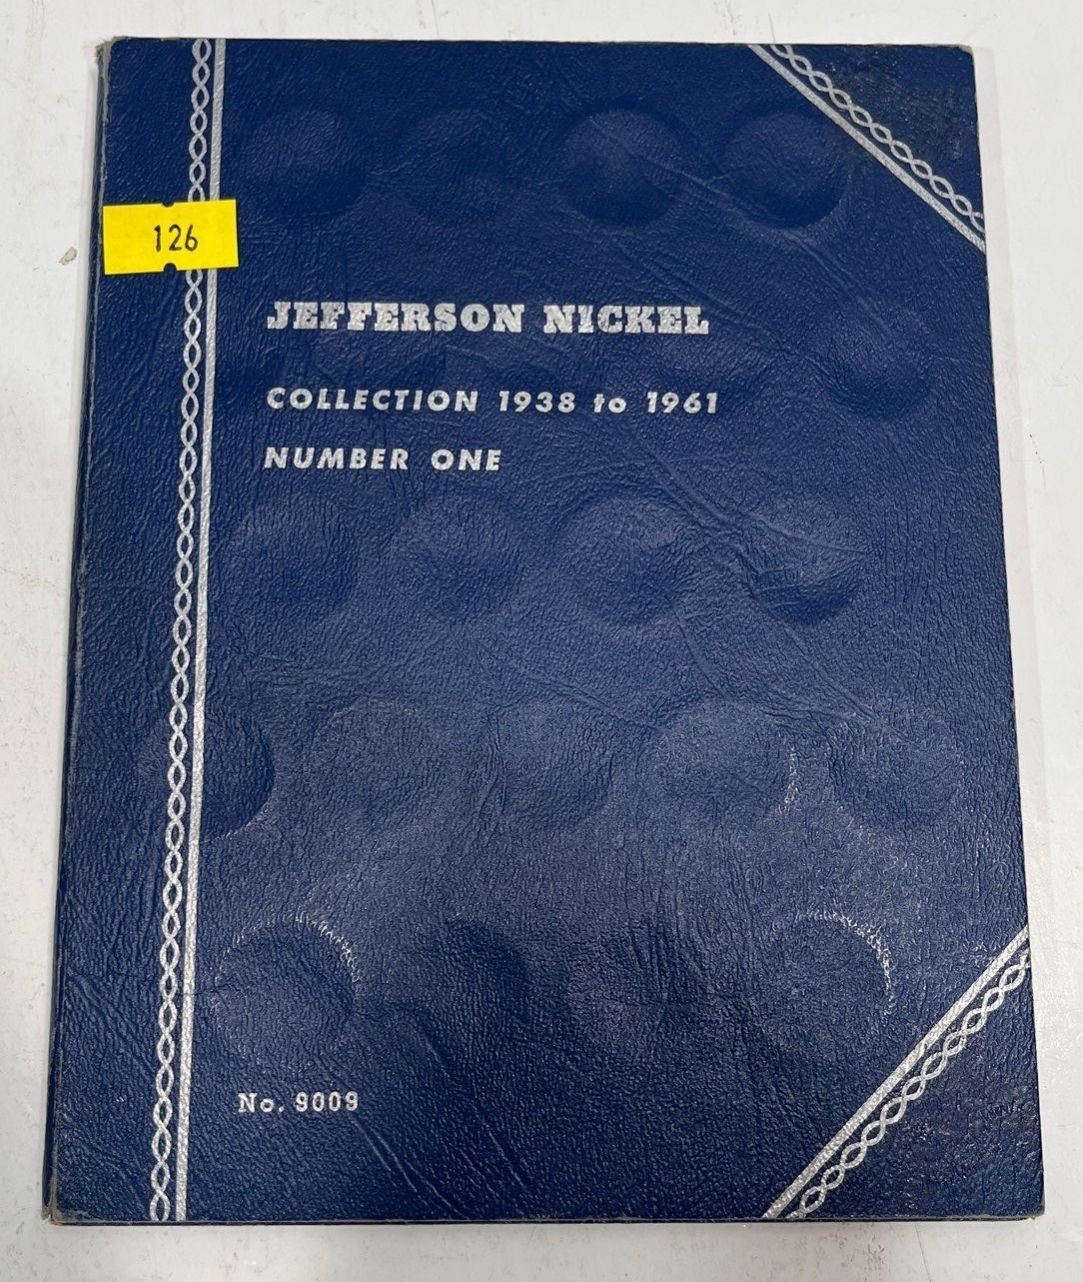 126
JEFFERSON NICKEL
COLLECTION 1938 to 1961
NUMBER ONE
No. 9009